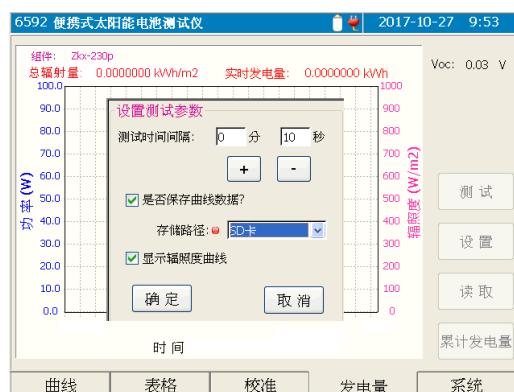 6592 便携式太阳能电池测试仪 2017-10-27 9:53
组件: Zkx-230p
总辐射量: 0.0000000 kWh/m2 实时发电量: 0.0000000 kWh
Voc: 0.03 V
100.0
90.0
80.0
70.0
60.0
50.0
40.0
30.0
20.0
10.0
0.0
功率(W)
设置测试参数
测试时间间隔: 0 分 10 秒
+ -
是否保存曲线数据?
存储路径: SD卡
显示辐照度曲线
确定 取消
时间
1000
900
800
700
600
500
400
300
200
100
0
辐照度(W/m2)
测试
设置
读取
累计发电量
曲线 表格 校准 发电量 系统